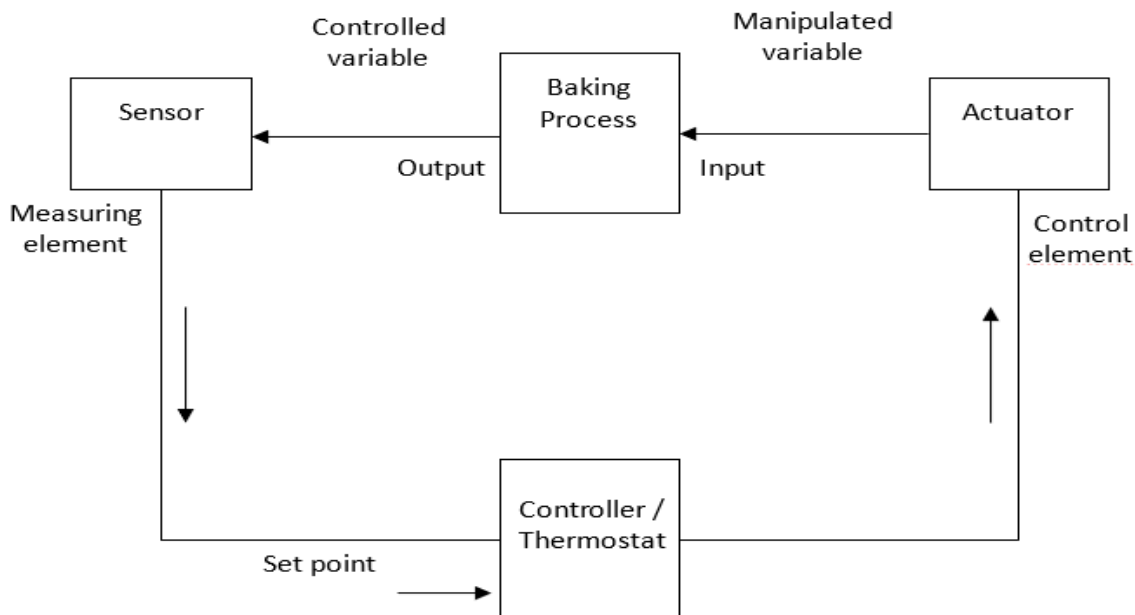 Controlled
variable
Manipulated
variable
Sensor
Baking
Process
Actuator
Output
Input
Measuring
element
Control
element
Controller /
Thermostat
Set point